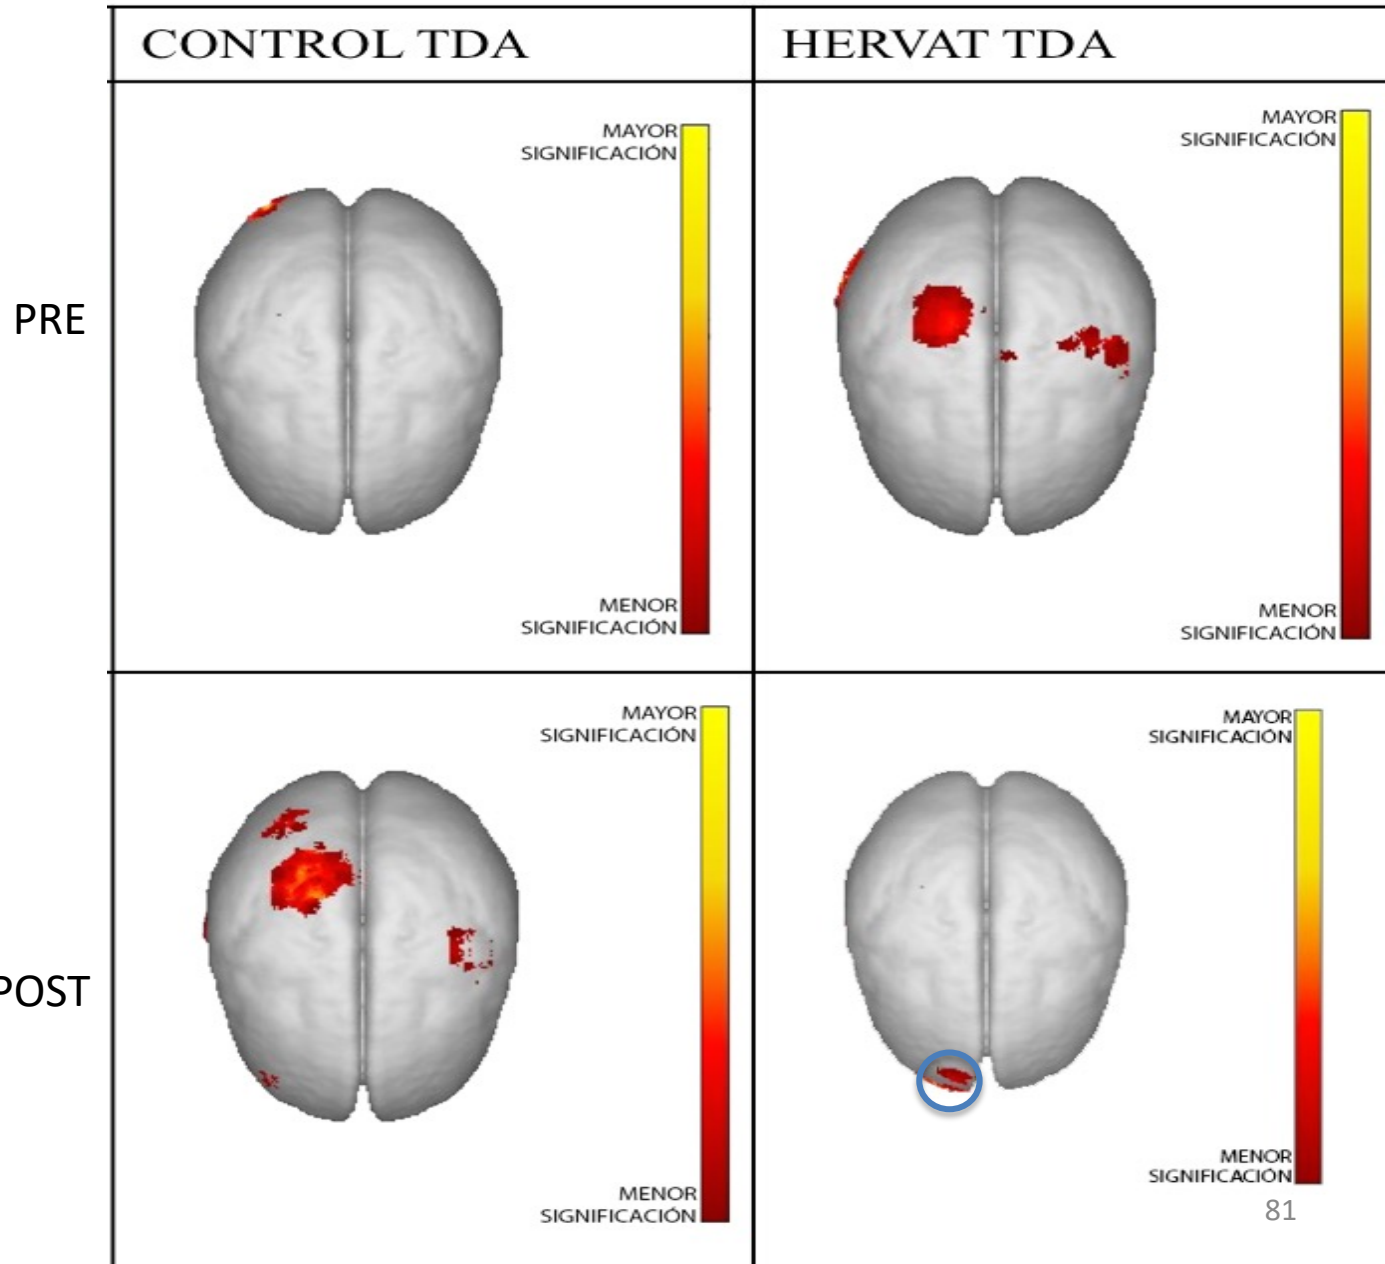 CONTROL TDA
HERVAT TDA
PRE
MAYOR
SIGNIFICACIÓN
MENOR
SIGNIFICACIÓN
MAYOR
SIGNIFICACIÓN
MENOR
SIGNIFICACIÓN
POST
MAYOR
SIGNIFICACIÓN
MENOR
SIGNIFICACIÓN
MAYOR
SIGNIFICACIÓN
MENOR
SIGNIFICACIÓN
81